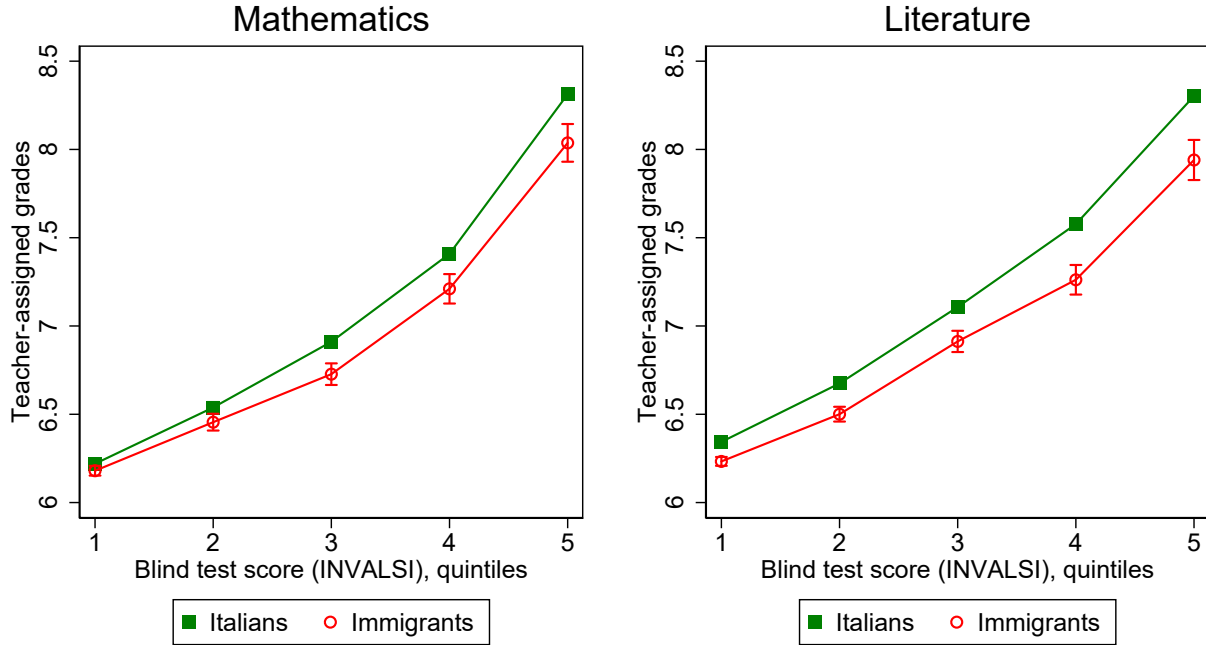 Mathematics
Teacher-assigned grades
8.5
8
7.5
7
6.5
6
1 2 3 4 5
Blind test score (INVALSI), quintiles
Italians Immigrants
Literature
Teacher-assigned grades
8.5
8
7.5
7
6.5
6
1 2 3 4 5
Blind test score (INVALSI), quintiles
Italians Immigrants